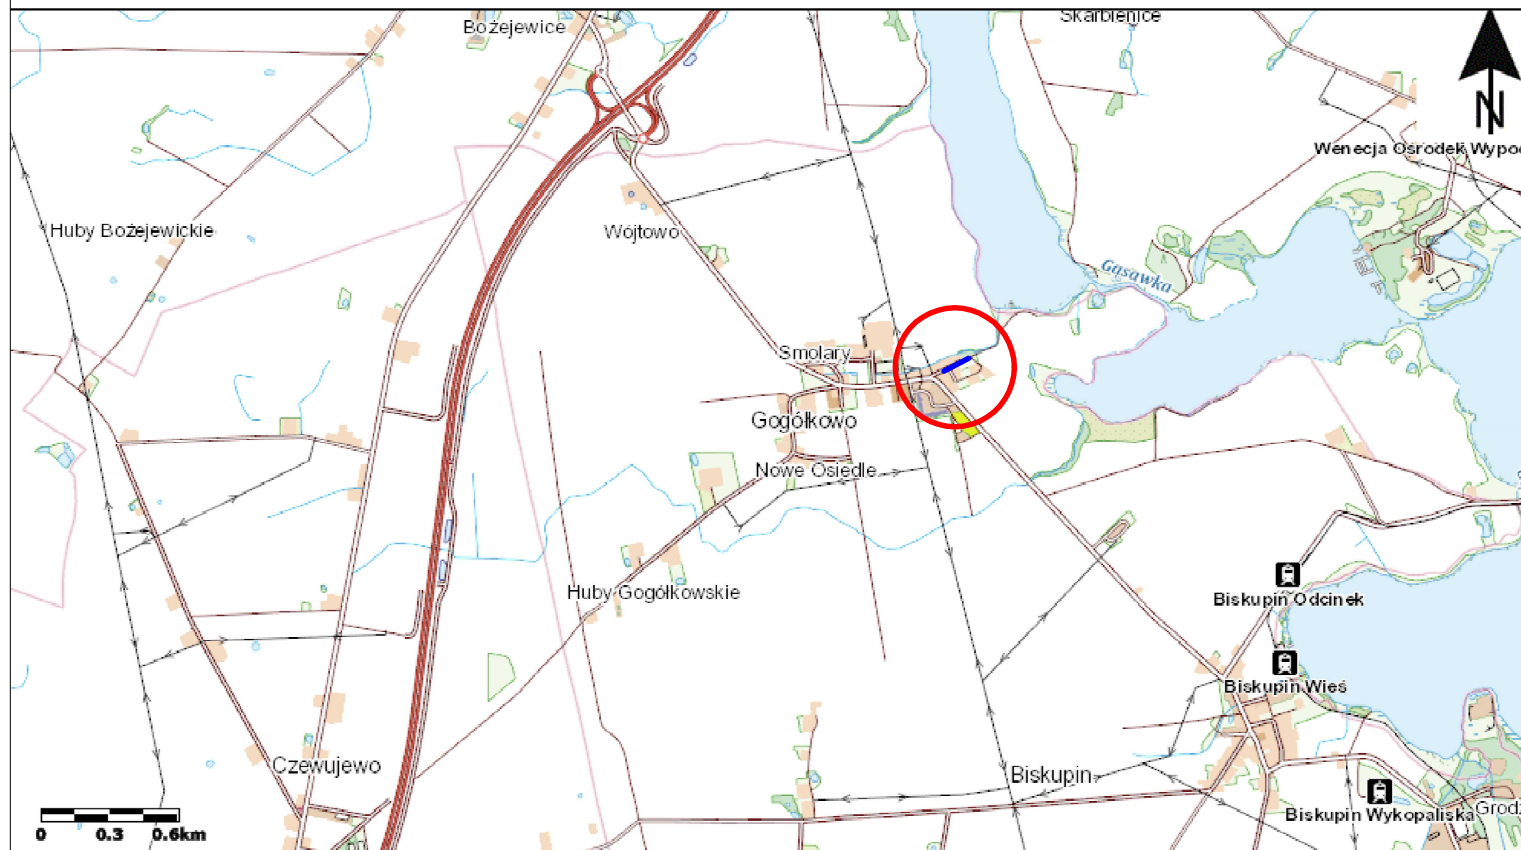 Skarbienice
Bożejewice
N
Wenecja Ośrodek Wypoc
Huby Bożejewickie
Wójtowo
Gąsawka
Smolary
Gogółkowo
Nowe Osiedle
Huby Gogółkowskie
Biskupin Odcinek
Biskupin Wieś
Czewujewo
Biskupin
Biskupin Wykopaliska
Grodz
0 0.3 0.6km